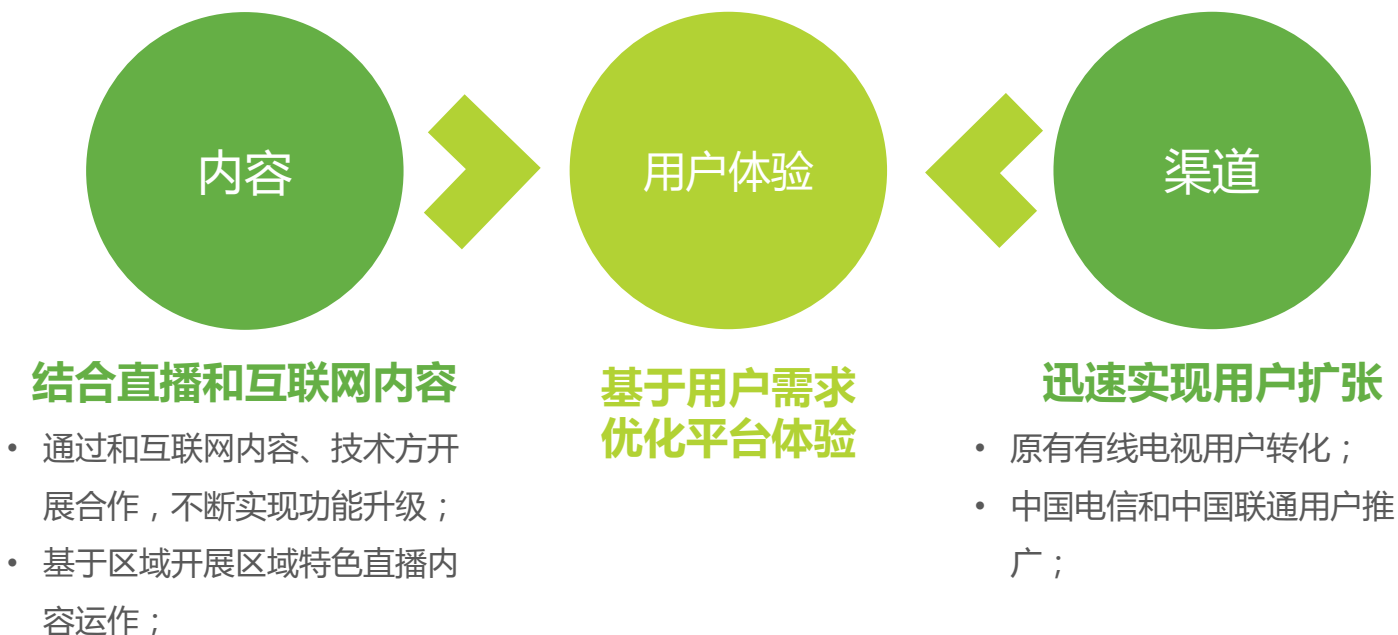 内容
用户体验
渠道
结合直播和互联网内容
• 通过和互联网内容、技术方开
展合作，不断实现功能升级；
• 基于区域开展区域特色直播内
容运作；
基于用户需求
优化平台体验
迅速实现用户扩张
• 原有有线电视用户转化；
• 中国电信和中国联通用户推
广；